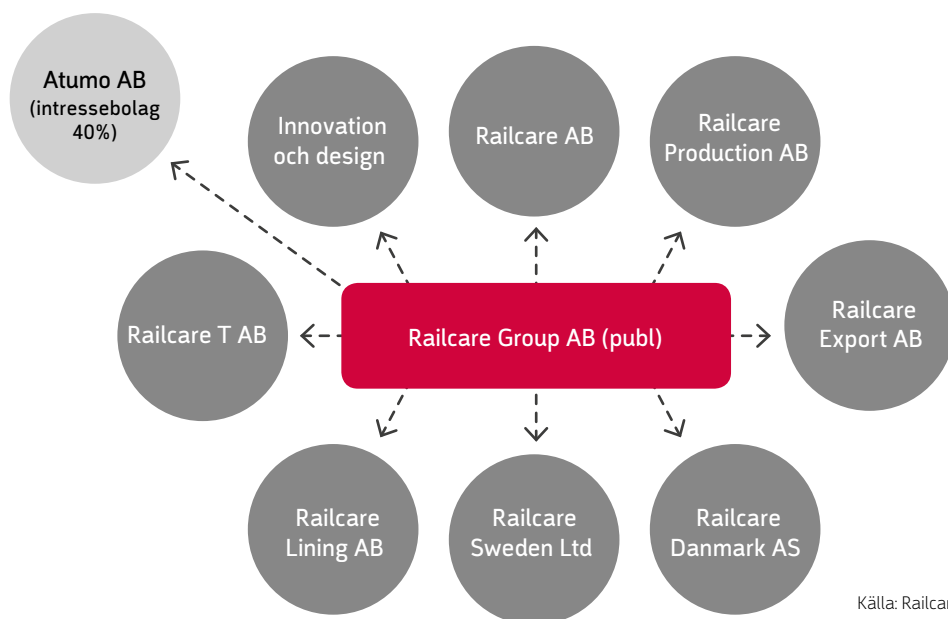 Atumo AB
(intressebolag
40%)
Innovation
och design
Railcare AB
Railcare
Production AB
Railcare T AB
Railcare Group AB (publ)
Railcare
Export AB
Railcare
Lining AB
Railcare
Sweden Ltd
Railcare
Danmark AS
Källa: Railcar